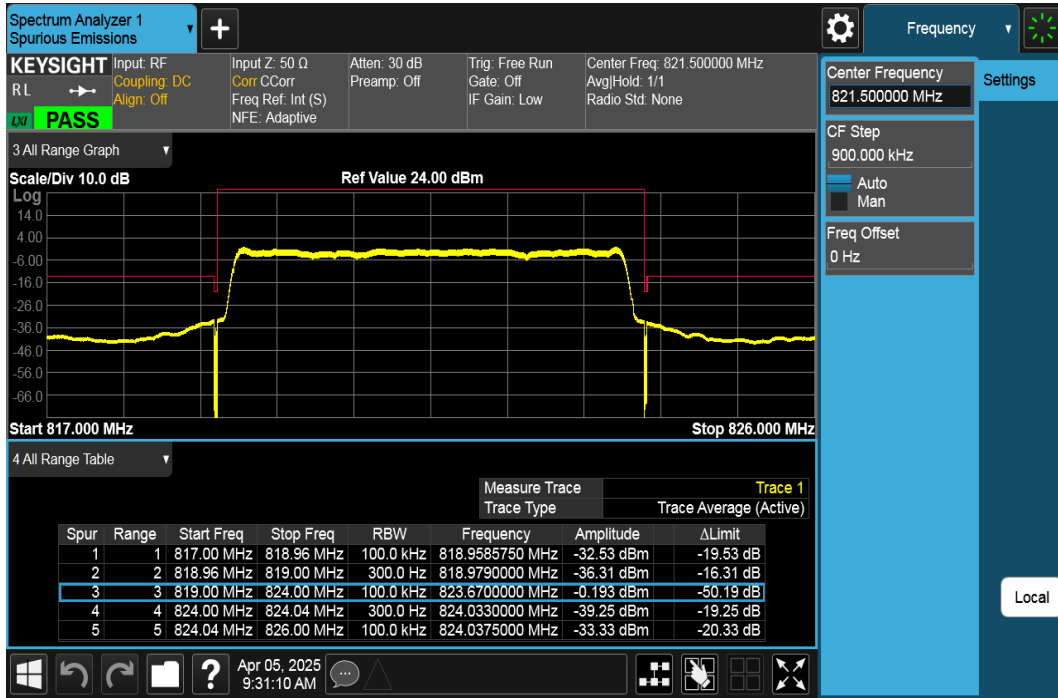 Spectrum Analyzer 1
Spurious Emissions
Frequency
KEYSIGHT
RL
LXI
PASS
Input: RF
Coupling: DC
Align: Off
Input Z: 50 Ω
Corr CCorr
Freq Ref: Int (S)
NFE: Adaptive
Atten: 30 dB
Preamp: Off
Trig: Free Run
Gate: Off
IF Gain: Low
Center Freq: 821.500000 MHz
Avg|Hold: 1/1
Radio Std: None
Center Frequency
821.500000 MHz
Settings
CF Step
900.000 kHz
Auto
Man
Freq Offset
0 Hz
3 All Range Graph
Scale/Div 10.0 dB
Ref Value 24.00 dBm
Log
14.0
4.00
-6.00
-16.0
-26.0
-36.0
-46.0
-56.0
-66.0
Start 817.000 MHz
Stop 826.000 MHz
4 All Range Table
Measure Trace Trace 1
Trace Type Trace Average (Active)
Spur Range Start Freq Stop Freq RBW Frequency Amplitude ΔLimit
1 1 817.00 MHz 818.96 MHz 100.0 kHz 818.9585750 MHz -32.53 dBm -19.53 dB
2 2 818.96 MHz 819.00 MHz 300.0 Hz 818.9790000 MHz -36.31 dBm -16.31 dB
3 3 819.00 MHz 824.00 MHz 100.0 kHz 823.6700000 MHz -0.193 dBm -50.19 dB
4 4 824.00 MHz 824.04 MHz 300.0 Hz 824.0330000 MHz -39.25 dBm -19.25 dB
5 5 824.04 MHz 826.00 MHz 100.0 kHz 824.0375000 MHz -33.33 dBm -20.33 dB
Local
?
Apr 05, 2025
9:31:10 AM